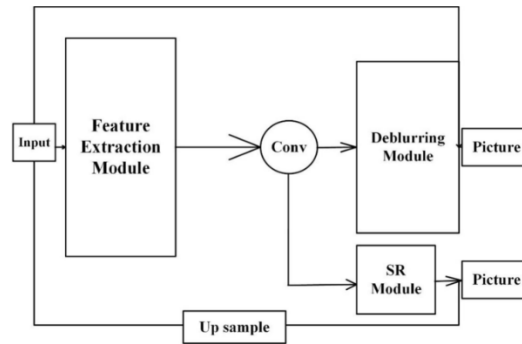 Input
Feature
Extraction
Module
Conv
Deblurring
Module
Picture
SR
Module
Picture
Up sample